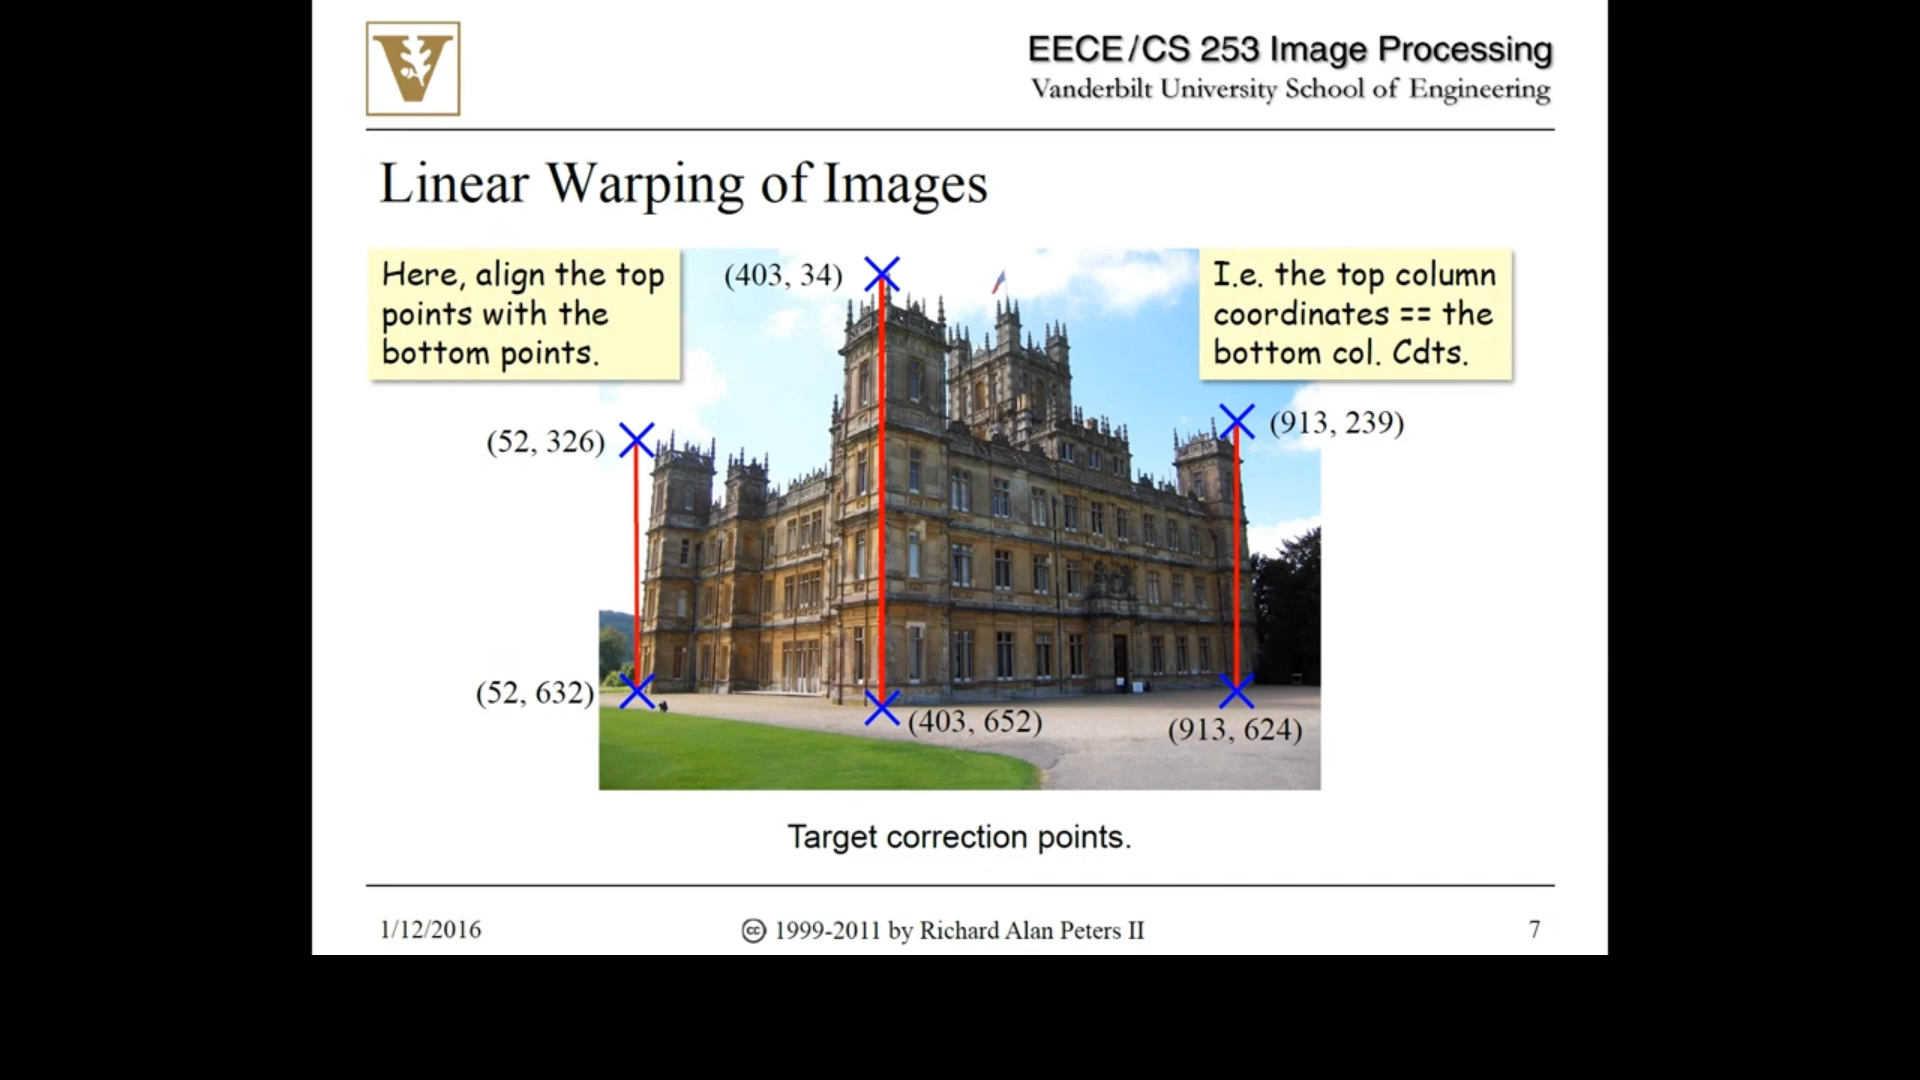 V
EECE/CS 253 Image Processing
Vanderbilt University School of Engineering
Linear Warping of Images
Here, align the top
points with the
bottom points.
(403, 34)
I.e. the top column
coordinates == the
bottom col. Cdts.
(52, 326)
(913, 239)
(52, 632)
(403, 652)
(913, 624)
Target correction points.
1/12/2016
cc 1999-2011 by Richard Alan Peters II
7